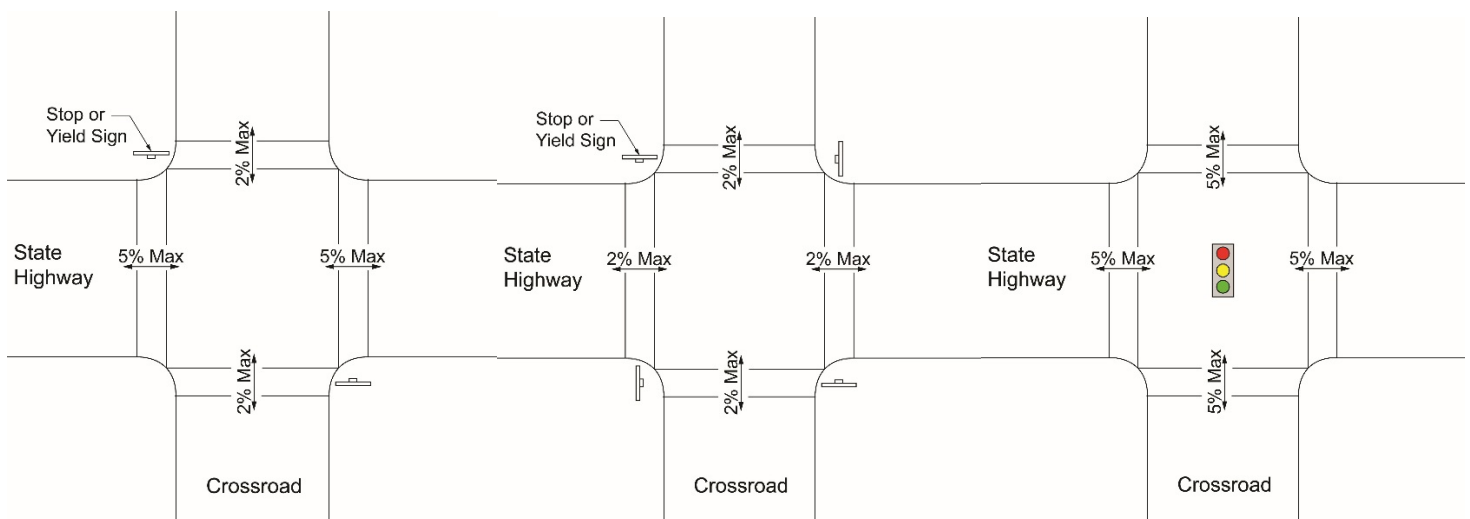 Stop or
Yield Sign
2% Max
State
Highway
5% Max
5% Max
2% Max
Crossroad
Stop or
Yield Sign
2% Max
State
Highway
2% Max
2% Max
2% Max
Crossroad
5% Max
State
Highway
5% Max
5% Max
5% Max
Crossroad